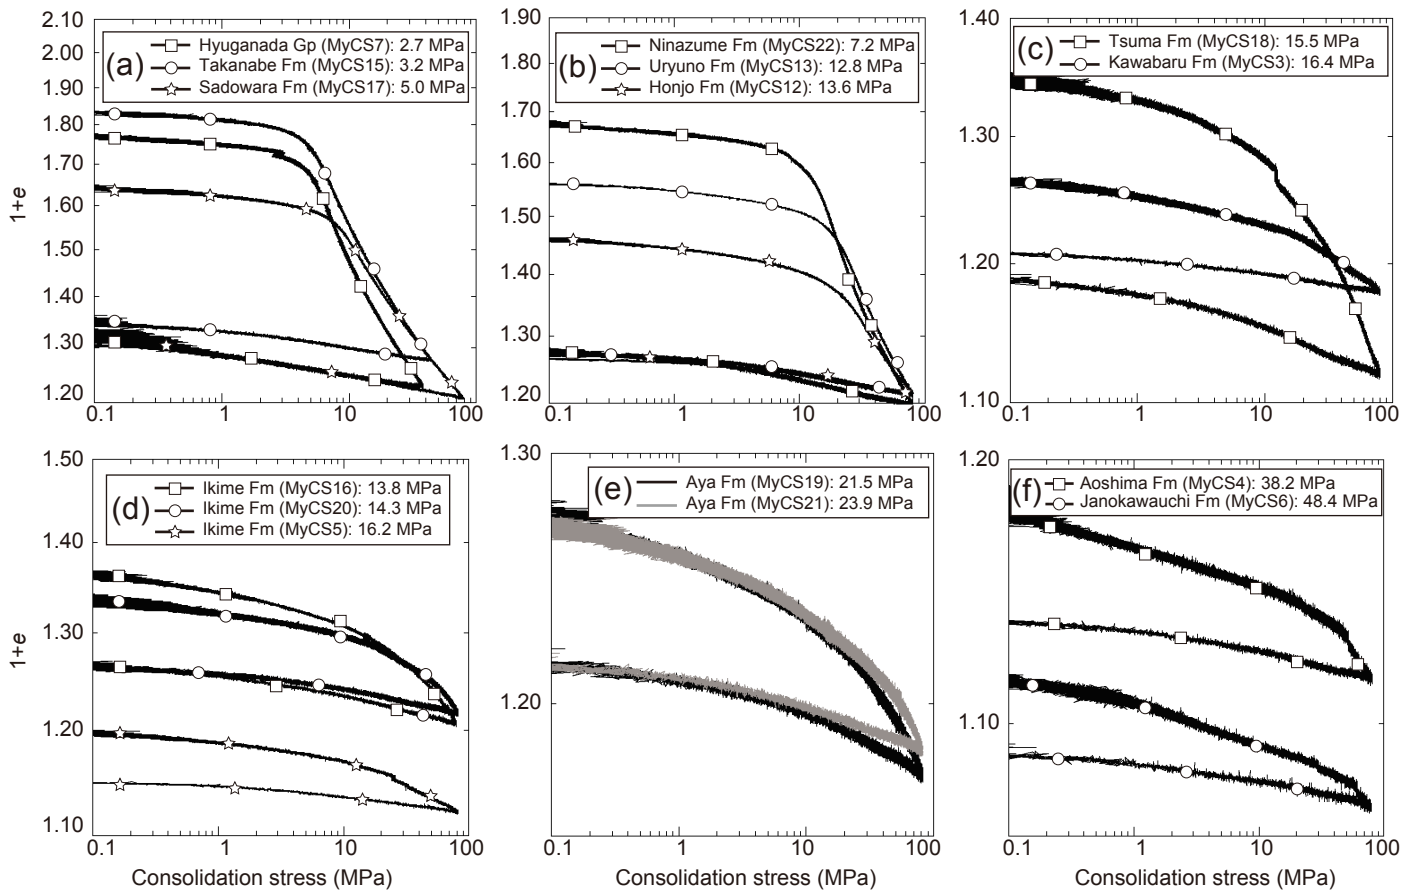 (a)
Hyuganada Gp (MyCS7): 2.7 MPa
Takanabe Fm (MyCS15): 3.2 MPa
Sadowara Fm (MyCS17): 5.0 MPa
1+e
2.10
2.00
1.90
1.80
1.70
1.60
1.50
1.40
1.30
1.20
0.1 1 10 100
(b)
Ninazume Fm (MyCS22): 7.2 MPa
Uryuno Fm (MyCS13): 12.8 MPa
Honjo Fm (MyCS12): 13.6 MPa
1.90
1.80
1.70
1.60
1.50
1.40
1.30
1.20
0.1 1 10 100
(c)
Tsuma Fm (MyCS18): 15.5 MPa
Kawabaru Fm (MyCS3): 16.4 MPa
1.40
1.30
1.20
1.10
0.1 1 10 100
(d)
Ikime Fm (MyCS16): 13.8 MPa
Ikime Fm (MyCS20): 14.3 MPa
Ikime Fm (MyCS5): 16.2 MPa
1+e
1.50
1.40
1.30
1.20
1.10
0.1 1 10 100
Consolidation stress (MPa)
(e)
Aya Fm (MyCS19): 21.5 MPa
Aya Fm (MyCS21): 23.9 MPa
1.30
1.20
0.1 1 10 100
Consolidation stress (MPa)
(f)
Aoshima Fm (MyCS4): 38.2 MPa
Janokawauchi Fm (MyCS6): 48.4 MPa
1.20
1.10
0.1 1 10 100
Consolidation stress (MPa)